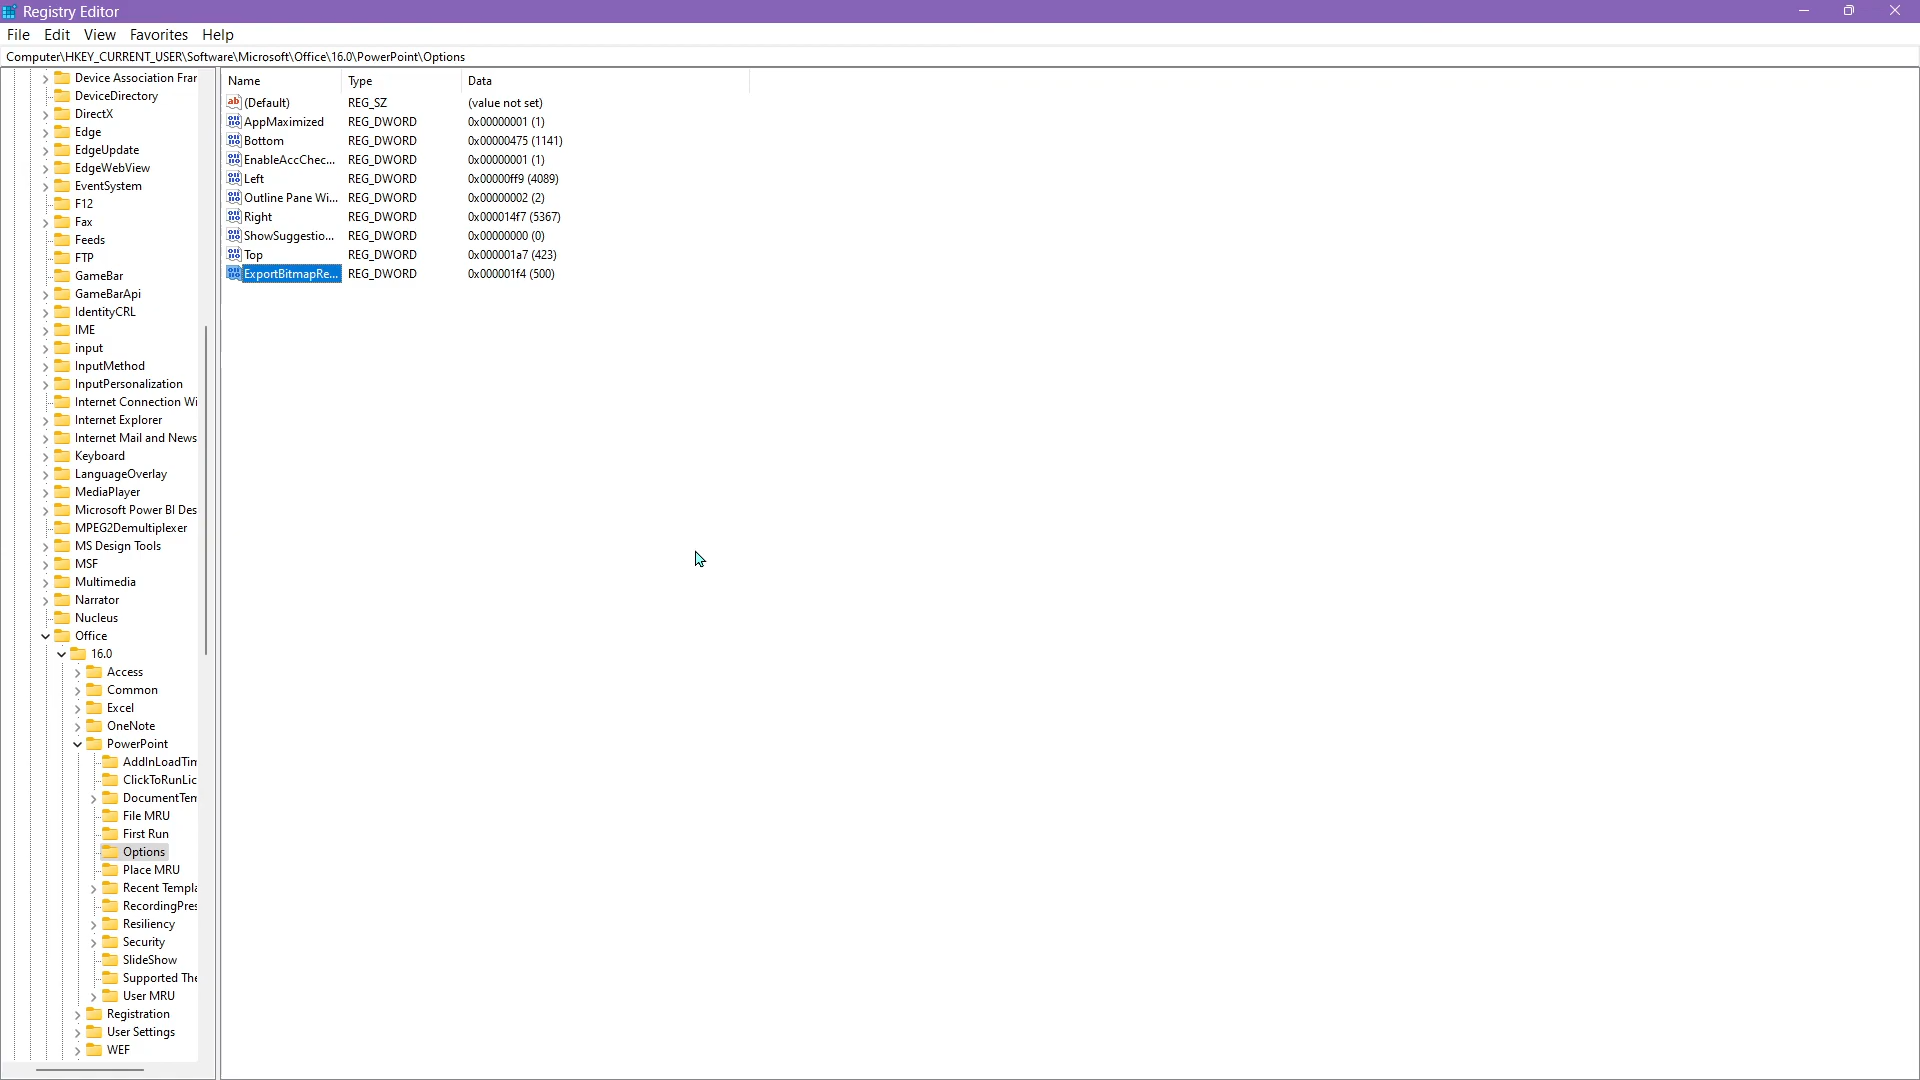 Registry Editor
File Edit View Favorites Help
Computer\HKEY_CURRENT_USER\Software\Microsoft\Office\16.0\PowerPoint\Options
Device Association Fra
DeviceDirectory
DirectX
Edge
EdgeUpdate
EdgeWebView
EventSystem
F12
Fax
Feeds
FTP
GameBar
GameBarApi
IdentityCRL
IME
input
InputMethod
InputPersonalization
Internet Connection Wi
Internet Explorer
Internet Mail and News
Keyboard
LanguageOverlay
MediaPlayer
Microsoft Power BI Des
MPEG2Demultiplexer
MS Design Tools
MSF
Multimedia
Narrator
Nucleus
Office
16.0
Access
Common
Excel
OneNote
PowerPoint
AddInLoadTim
ClickToRunLic
DocumentTem
File MRU
First Run
Options
Place MRU
Recent Templa
RecordingPres
Resiliency
Security
SlideShow
Supported The
User MRU
Registration
User Settings
WEF
Name Type Data
(Default) REG_SZ (value not set)
AppMaximized REG_DWORD 0x00000001 (1)
Bottom REG_DWORD 0x00000475 (1141)
EnableAccChec... REG_DWORD 0x00000001 (1)
Left REG_DWORD 0x00000ff9 (4089)
Outline Pane Wi... REG_DWORD 0x00000002 (2)
Right REG_DWORD 0x000014f7 (5367)
ShowSuggestio... REG_DWORD 0x00000000 (0)
Top REG_DWORD 0x000001a7 (423)
ExportBitmapRe... REG_DWORD 0x000001f4 (500)